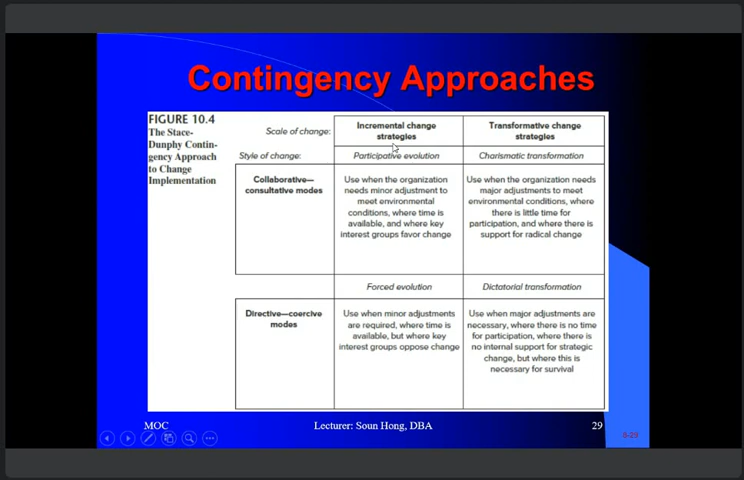 Contingency Approaches
FIGURE 10.4
The Stace-
Dunphy Contin-
gency Approach
to Change
Implementation
Scale of change:
Incremental change
strategies
Transformative change
strategies
Style of change:
Participative evolution
Charismatic transformation
Collaborative—
consultative modes
Use when the organization
needs minor adjustment to
meet environmental
conditions, where time is
available, and where key
interest groups favor change
Use when the organization needs
major adjustments to meet
environmental conditions, where
there is little time for
participation, and where there is
support for radical change
Forced evolution
Dictatorial transformation
Directive—coercive
modes
Use when minor adjustments
are required, where time is
available, but where key
interest groups oppose change
Use when major adjustments are
necessary, where there is no time
for participation, where there is
no internal support for strategic
change, but where this is
necessary for survival
MOC
Lecturer: Soun Hong, DBA
29
8-29